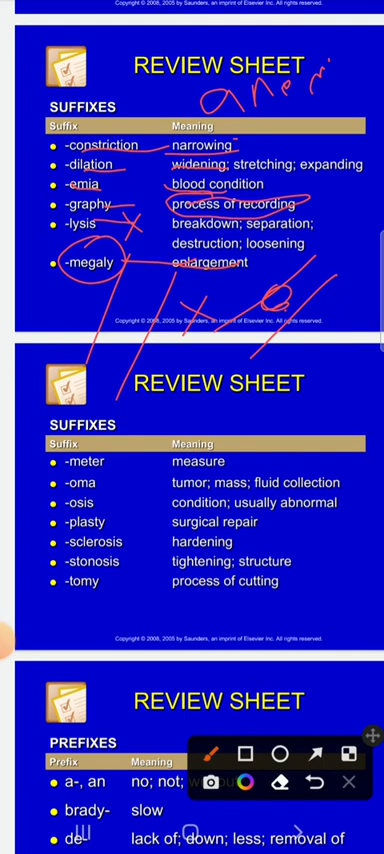 Copyright © 2008, 2005 by Saunders, an imprint of Elsevier Inc. All rights reserved.
REVIEW SHEET
SUFFIXES
Suffix Meaning
-constriction narrowing
-dilation widening; stretching; expanding
-emia blood condition
-graphy process of recording
-lysis breakdown; separation;
destruction; loosening
-megaly enlargement
Copyright © 2008, 2005 by Saunders, an imprint of Elsevier Inc. All rights reserved.
REVIEW SHEET
SUFFIXES
Suffix Meaning
-meter measure
-oma tumor; mass; fluid collection
-osis condition; usually abnormal
-plasty surgical repair
-sclerosis hardening
-stonosis tightening; structure
-tomy process of cutting
Copyright © 2008, 2005 by Saunders, an imprint of Elsevier Inc. All rights reserved.
REVIEW SHEET
PREFIXES
Prefix Meaning
a-, an no; not;
brady- slow
de- lack of; down; less; removal of